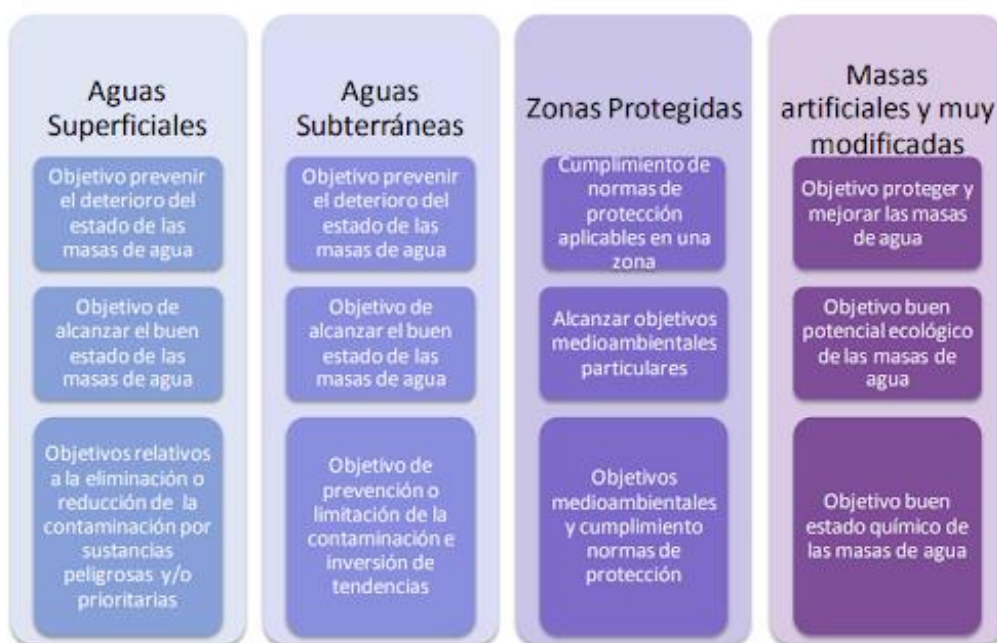 Aguas
Superficiales
Objetivo prevenir
el deterioro del
estado de las
masas de agua
Objetivo de
alcanzar el buen
estado de las
masas de agua
Objetivos relativos
a la eliminación o
reducción de la
contaminación por
sustancias
peligrosas y/o
prioritarias
Aguas
Subterráneas
Objetivo prevenir
el deterioro del
estado de las
masas de agua
Objetivo de
alcanzar el buen
estado de las
masas de agua
Objetivo de
prevención o
limitación de la
contaminación e
inversión de
tendencias
Zonas Protegidas
Cumplimiento de
normas de
protección
aplicables en una
zona
Alcanzar objetivos
medioambientales
particulares
Objetivos
medioambientales
y cumplimiento
normas de
protección
Masas
artificiales y muy
modificadas
Objetivo proteger y
mejorar las masas
de agua
Objetivo buen
potencial ecológico
de las masas de
agua
Objetivo buen
estado químico de
las masas de agua